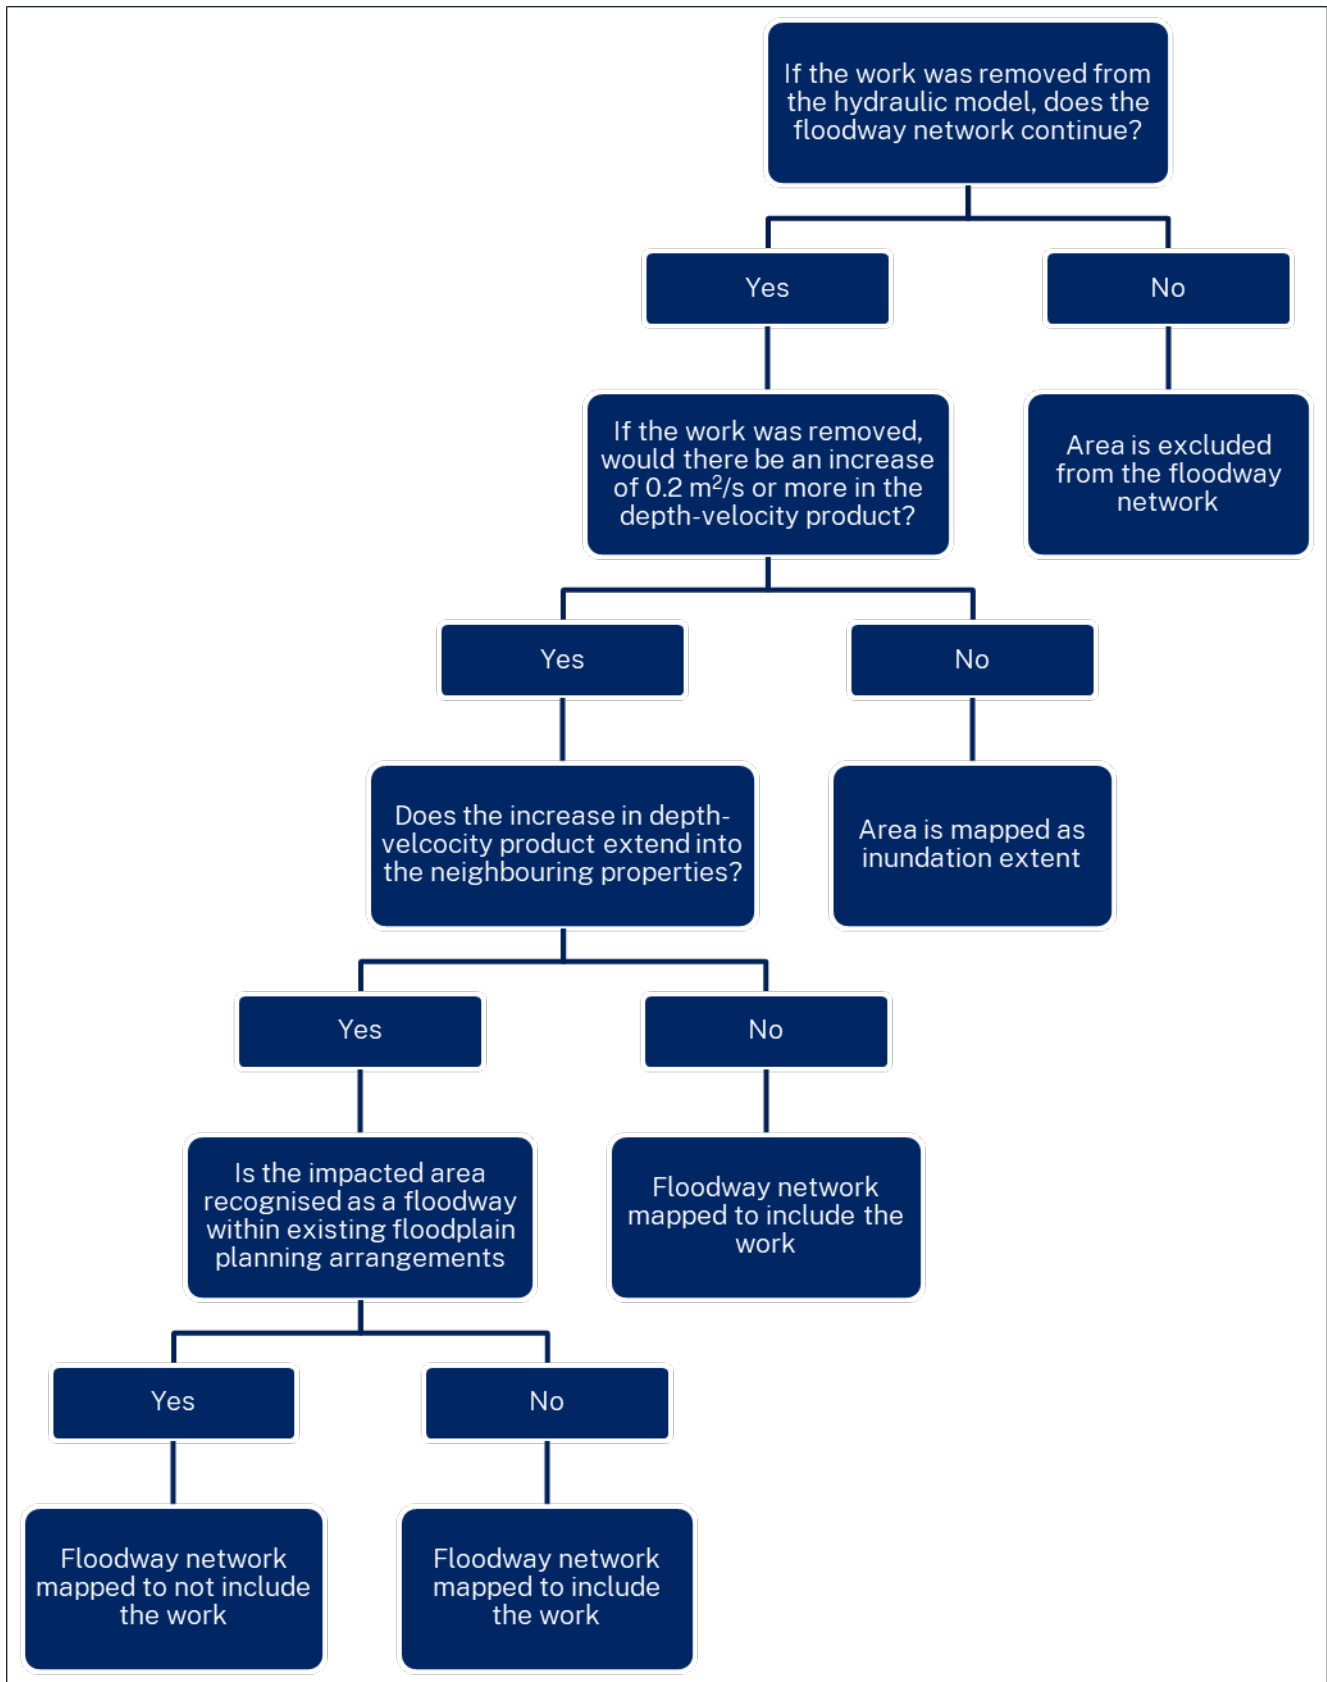 If the work was removed from
the hydraulic model, does the
floodway network continue?
Yes
No
If the work was removed,
would there be an increase
of 0.2 m²/s or more in the
depth-velocity product?
Area is excluded
from the floodway
network
Yes
No
Does the increase in depth-
velcocity product extend into
the neighbouring properties?
Area is mapped as
inundation extent
Yes
No
Is the impacted area
recognised as a floodway
within existing floodplain
planning arrangements
Floodway network
mapped to include the
work
Yes
No
Floodway network
mapped to not include
the work
Floodway network
mapped to include
the work